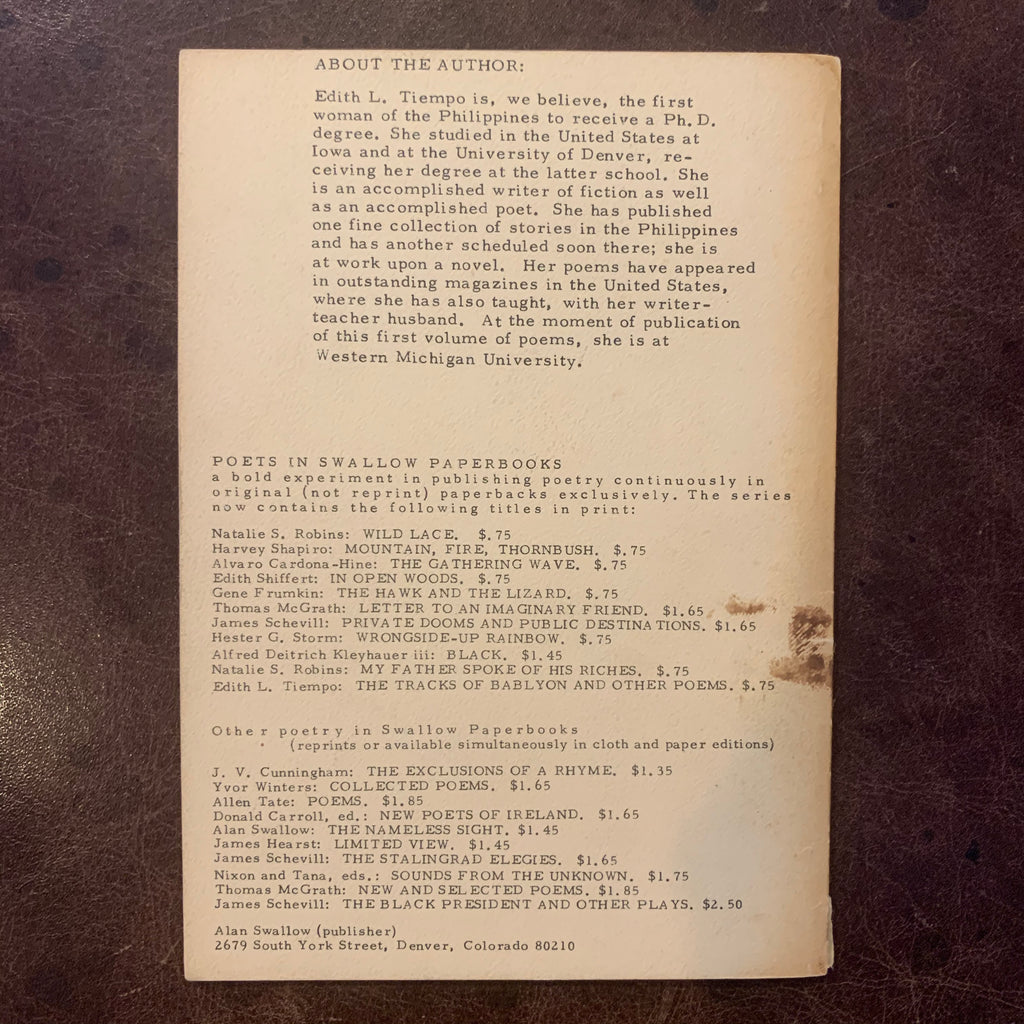 ABOUT THE AUTHOR:
Edith L. Tiempo is, we believe, the first
woman of the Philippines to receive a Ph. D.
degree. She studied in the United States at
Iowa and at the University of Denver, re-
ceiving her degree at the latter school. She
is an accomplished writer of fiction as well
as an accomplished poet. She has published
one fine collection of stories in the Philippines
and has another scheduled soon there; she is
at work upon a novel. Her poems have appeared
in outstanding magazines in the United States,
where she has also taught, with her writer-
teacher husband. At the moment of publication
of this first volume of poems, she is at
Western Michigan University.
POETS IN SWALLOW PAPERBOOKS
a bold experiment in publishing poetry continuously in
original (not reprint) paperbacks exclusively. The series
now contains the following titles in print:
Natalie S. Robins: WILD LACE. $.75
Harvey Shapiro: MOUNTAIN, FIRE, THORNBUSH. $.75
Alvaro Cardona-Hine: THE GATHERING WAVE. $.75
Edith Shiffert: IN OPEN WOODS. $.75
Gene Frumkin: THE HAWK AND THE LIZARD. $.75
Thomas McGrath: LETTER TO AN IMAGINARY FRIEND. $1.65
James Schevill: PRIVATE DOOMS AND PUBLIC DESTINATIONS. $1.65
Hester G. Storm: WRONGSIDE-UP RAINBOW. $.75
Alfred Deitrich Kleyhauer iii: BLACK. $1.45
Natalie S. Robins: MY FATHER SPOKE OF HIS RICHES. $.75
Edith L. Tiempo: THE TRACKS OF BABLYON AND OTHER POEMS. $.75
Other poetry in Swallow Paperbooks
(reprints or available simultaneously in cloth and paper editions)
J. V. Cunningham: THE EXCLUSIONS OF A RHYME. $1.35
Yvor Winters: COLLECTED POEMS. $1.65
Allen Tate: POEMS. $1.85
Donald Carroll, ed.: NEW POETS OF IRELAND. $1.65
Alan Swallow: THE NAMELESS SIGHT. $1.45
James Hearst: LIMITED VIEW. $1.45
James Schevill: THE STALINGRAD ELEGIES. $1.65
Nixon and Tana, eds.: SOUNDS FROM THE UNKNOWN. $1.75
Thomas McGrath: NEW AND SELECTED POEMS. $1.85
James Schevill: THE BLACK PRESIDENT AND OTHER PLAYS. $2.50
Alan Swallow (publisher)
2679 South York Street, Denver, Colorado 80210